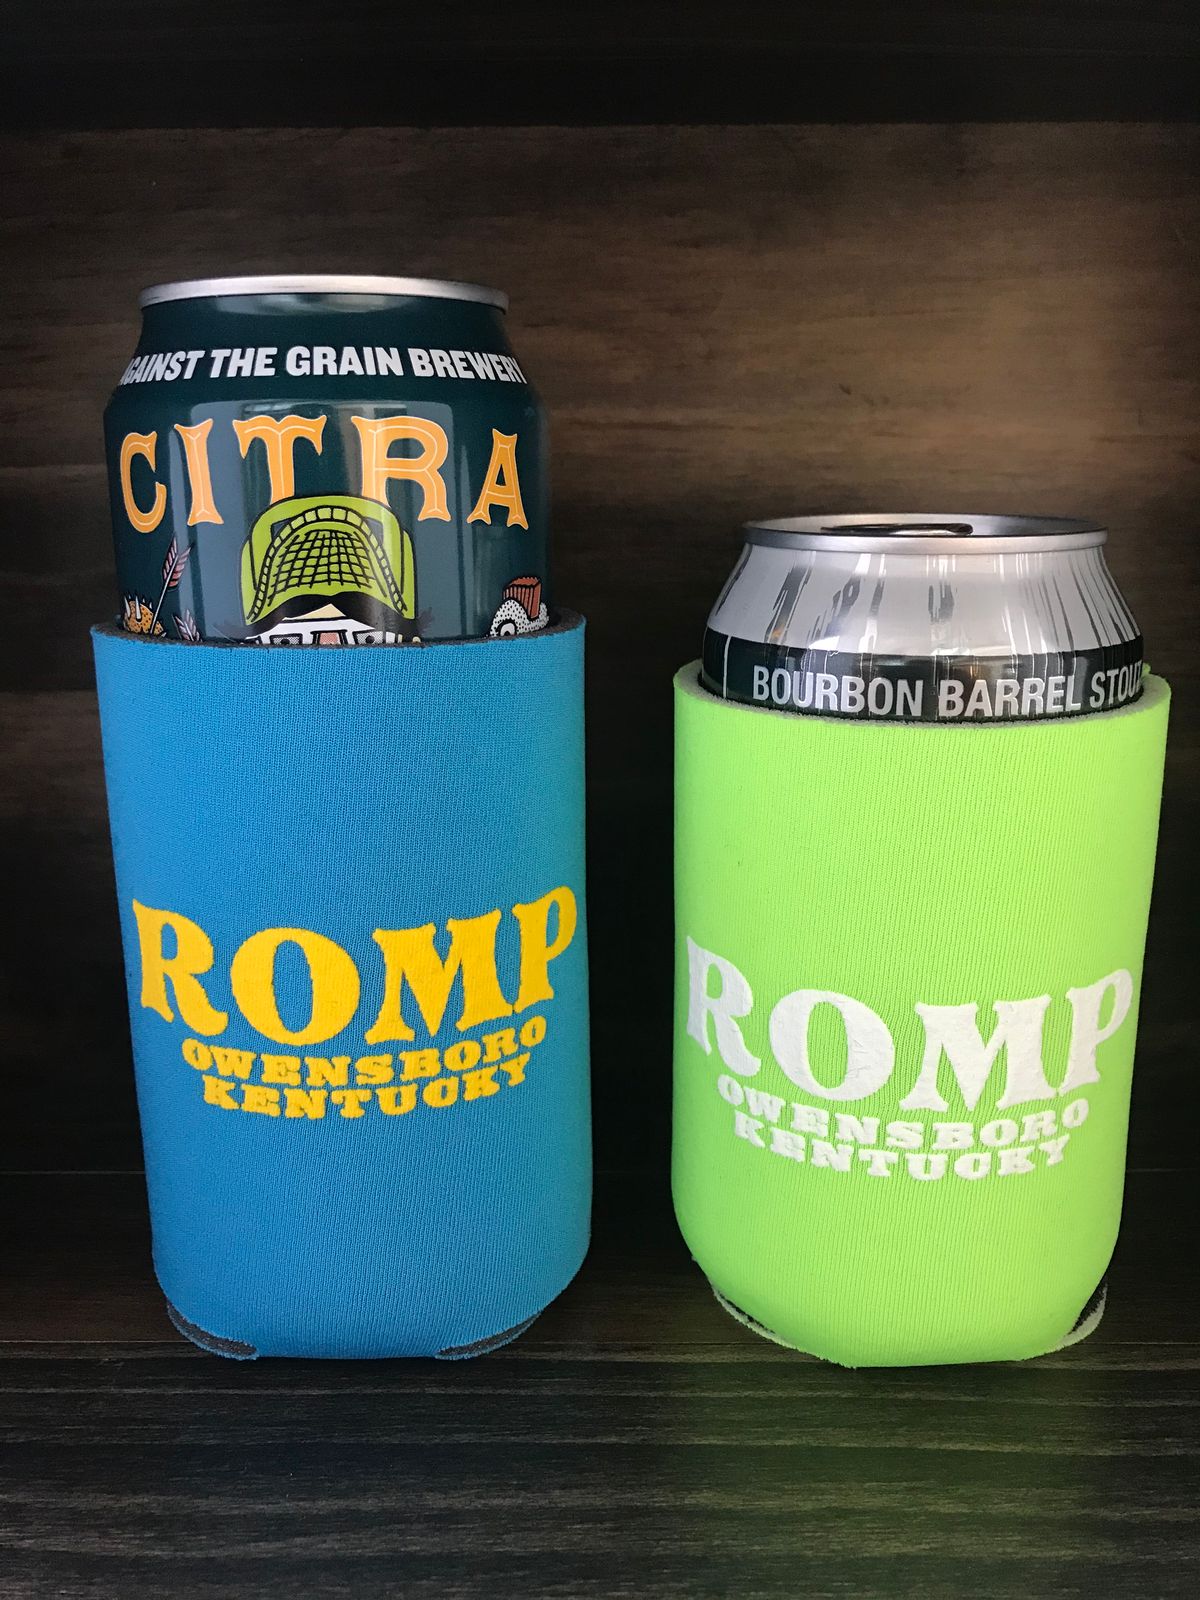 AGAINST THE GRAIN BREWERY
CITRA
ROMP
OWENSBORO
KENTUCKY
BOURBON BARREL STOUT
ROMP
OWENSBORO
KENTUCKY